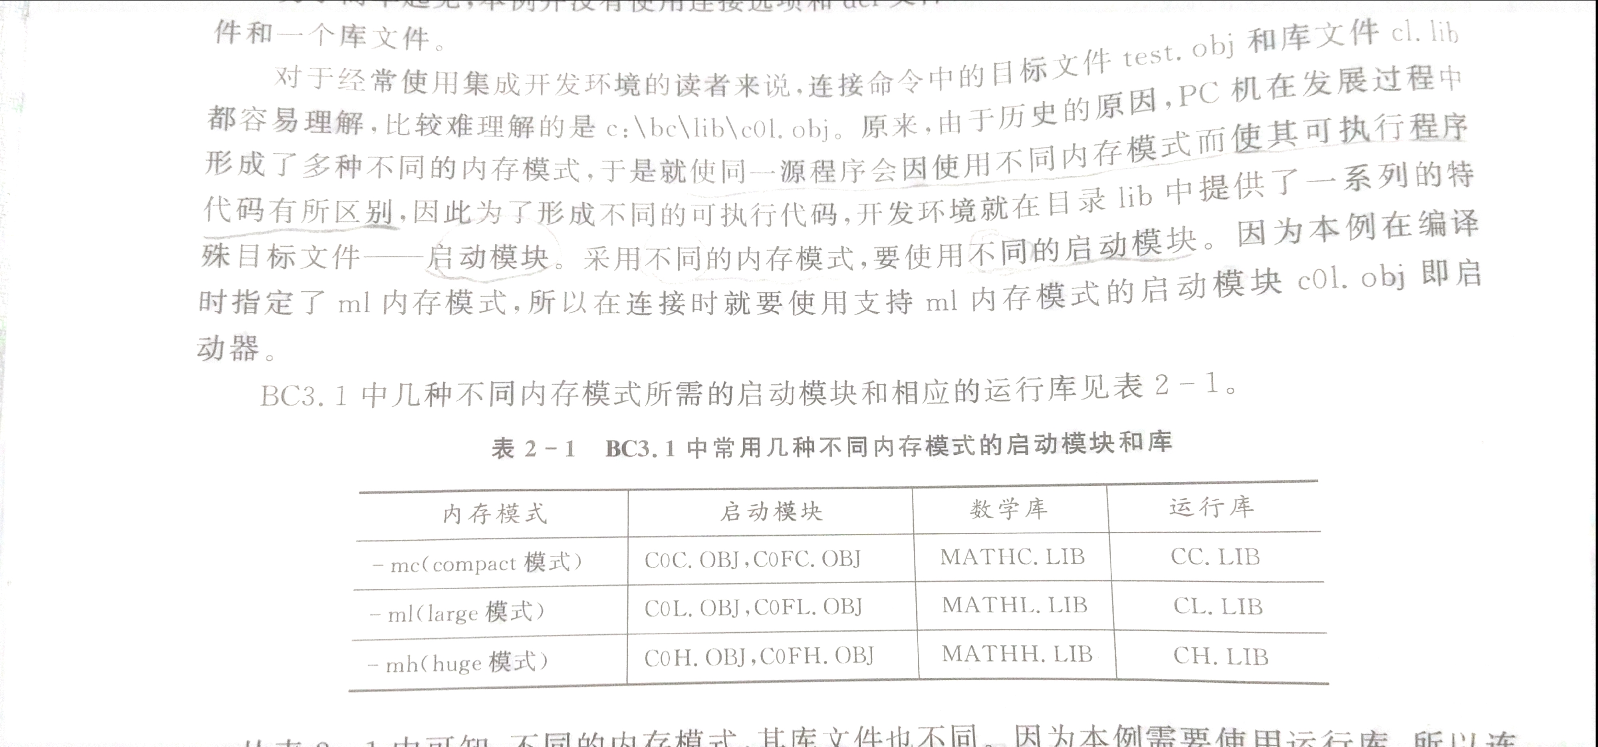 本例并没有使用连接选项和
件和一个库文件。
对于经常使用集成开发环境的读者来说,连接命令中的目标文件 test. obj 和库文件 cl. lib
都容易理解,比较难理解的是 c:\bc\lib\c0l. obj。原来,由于历史的原因,PC 机在发展过程中
形成了多种不同的内存模式,于是就使同一源程序会因使用不同内存模式而使其可执行程序
代码有所区别,因此为了形成不同的可执行代码,开发环境就在目录 lib 中提供了一系列的特
殊目标文件——启动模块。采用不同的内存模式,要使用不同的启动模块。因为本例在编译
时指定了 ml 内存模式,所以在连接时就要使用支持 ml 内存模式的启动模块 c0l. obj 即启
动器。
BC3. 1 中几种不同内存模式所需的启动模块和相应的运行库见表 2-1。
表 2-1 BC3. 1 中常用几种不同内存模式的启动模块和库
内存模式 启动模块 数学库 运行库
-mc(compact 模式) C0C. OBJ,C0FC. OBJ MATHC. LIB CC. LIB
-ml(large 模式) C0L. OBJ,C0FL. OBJ MATHL. LIB CL. LIB
-mh(huge 模式) C0H. OBJ,C0FH. OBJ MATHH. LIB CH. LIB
从表 2-1 中可知,不同的内存模式,其库文件也不同。因为本例需要使用运行库,所以连